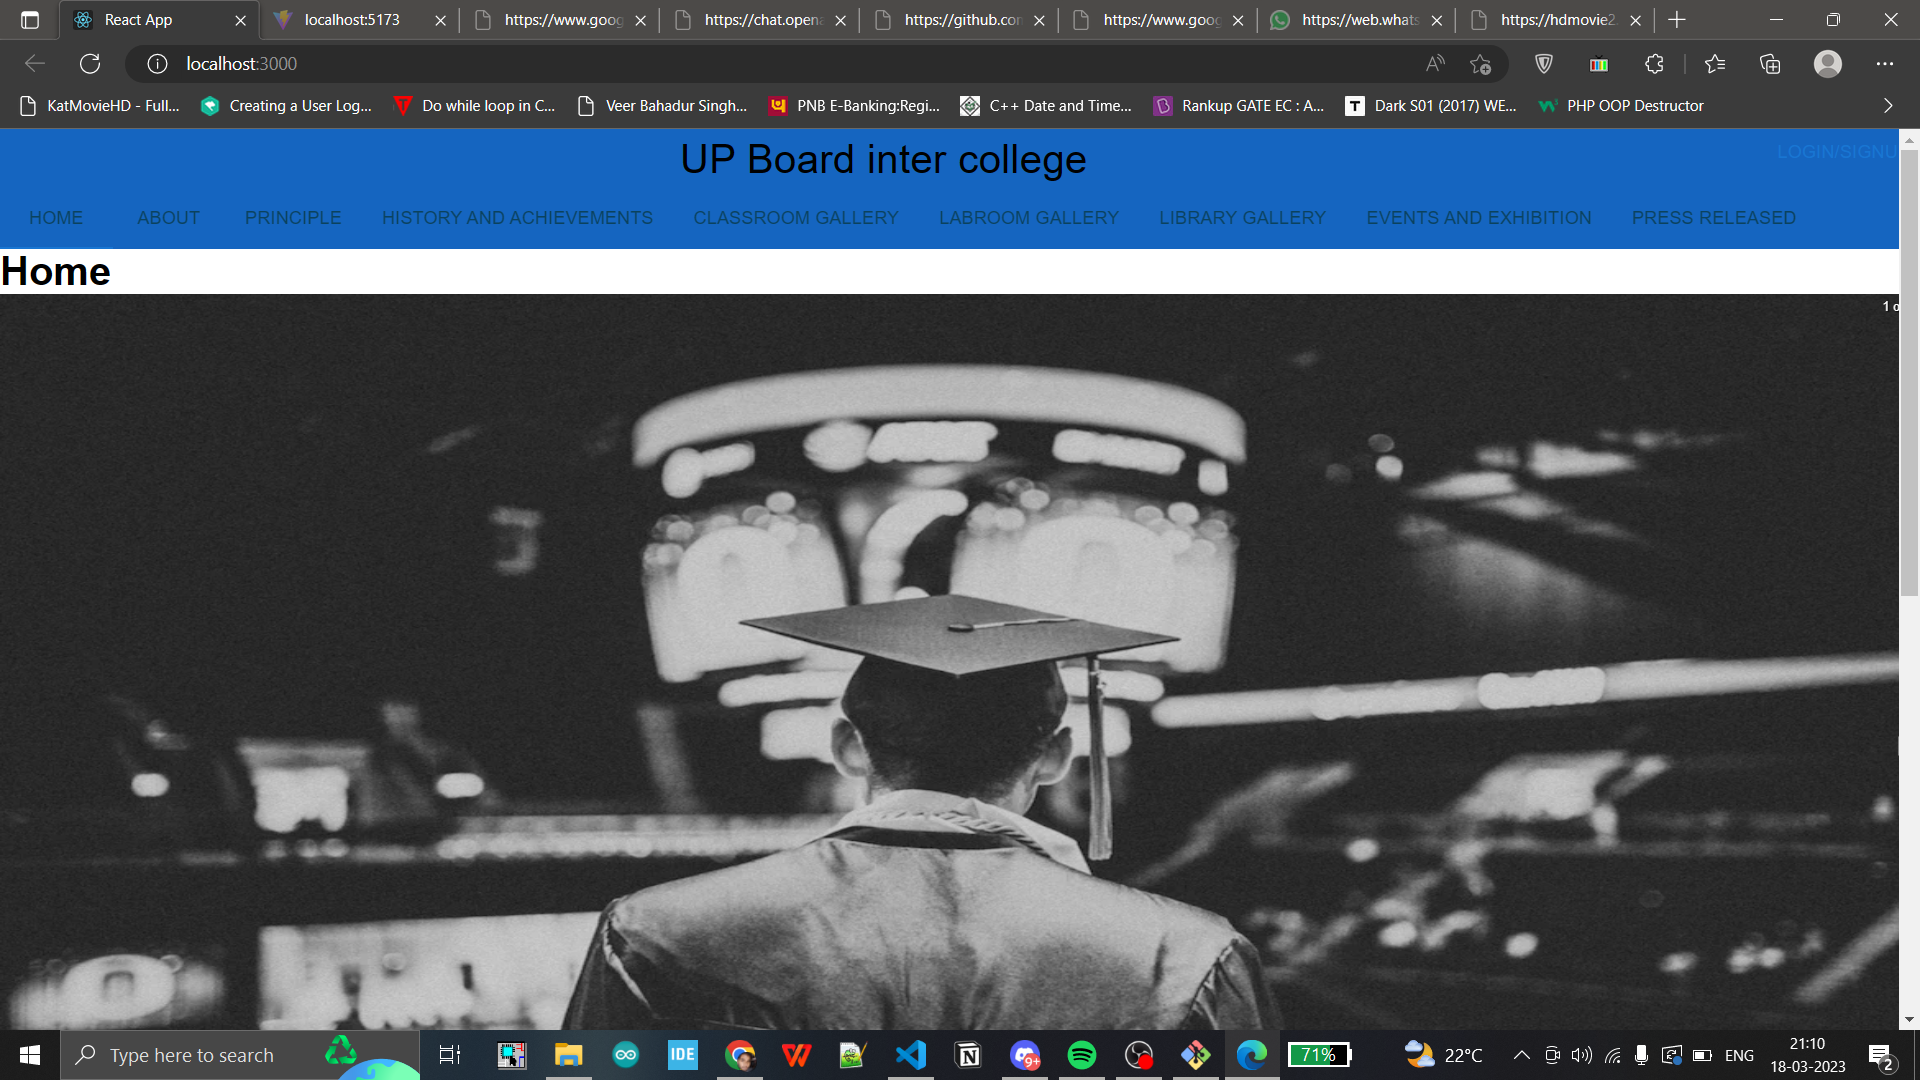 React App
localhost:5173
https://www.goog
https://chat.opena
https://github.com
https://www.goog
https://web.whats
https://hdmovie2.
localhost:3000
KatMovieHD - Full...
Creating a User Log...
Do while loop in C...
Veer Bahadur Singh...
PNB E-Banking:Regi...
C++ Date and Time...
Rankup GATE EC : A...
Dark S01 (2017) WE...
PHP OOP Destructor
UP Board inter college
LOGIN/SIGNU
HOME ABOUT PRINCIPLE HISTORY AND ACHIEVEMENTS CLASSROOM GALLERY LABROOM GALLERY LIBRARY GALLERY EVENTS AND EXHIBITION PRESS RELEASED
Home
1 o
Type here to search
IDE
9+
71%
22°C
ENG
21:10
18-03-2023
2